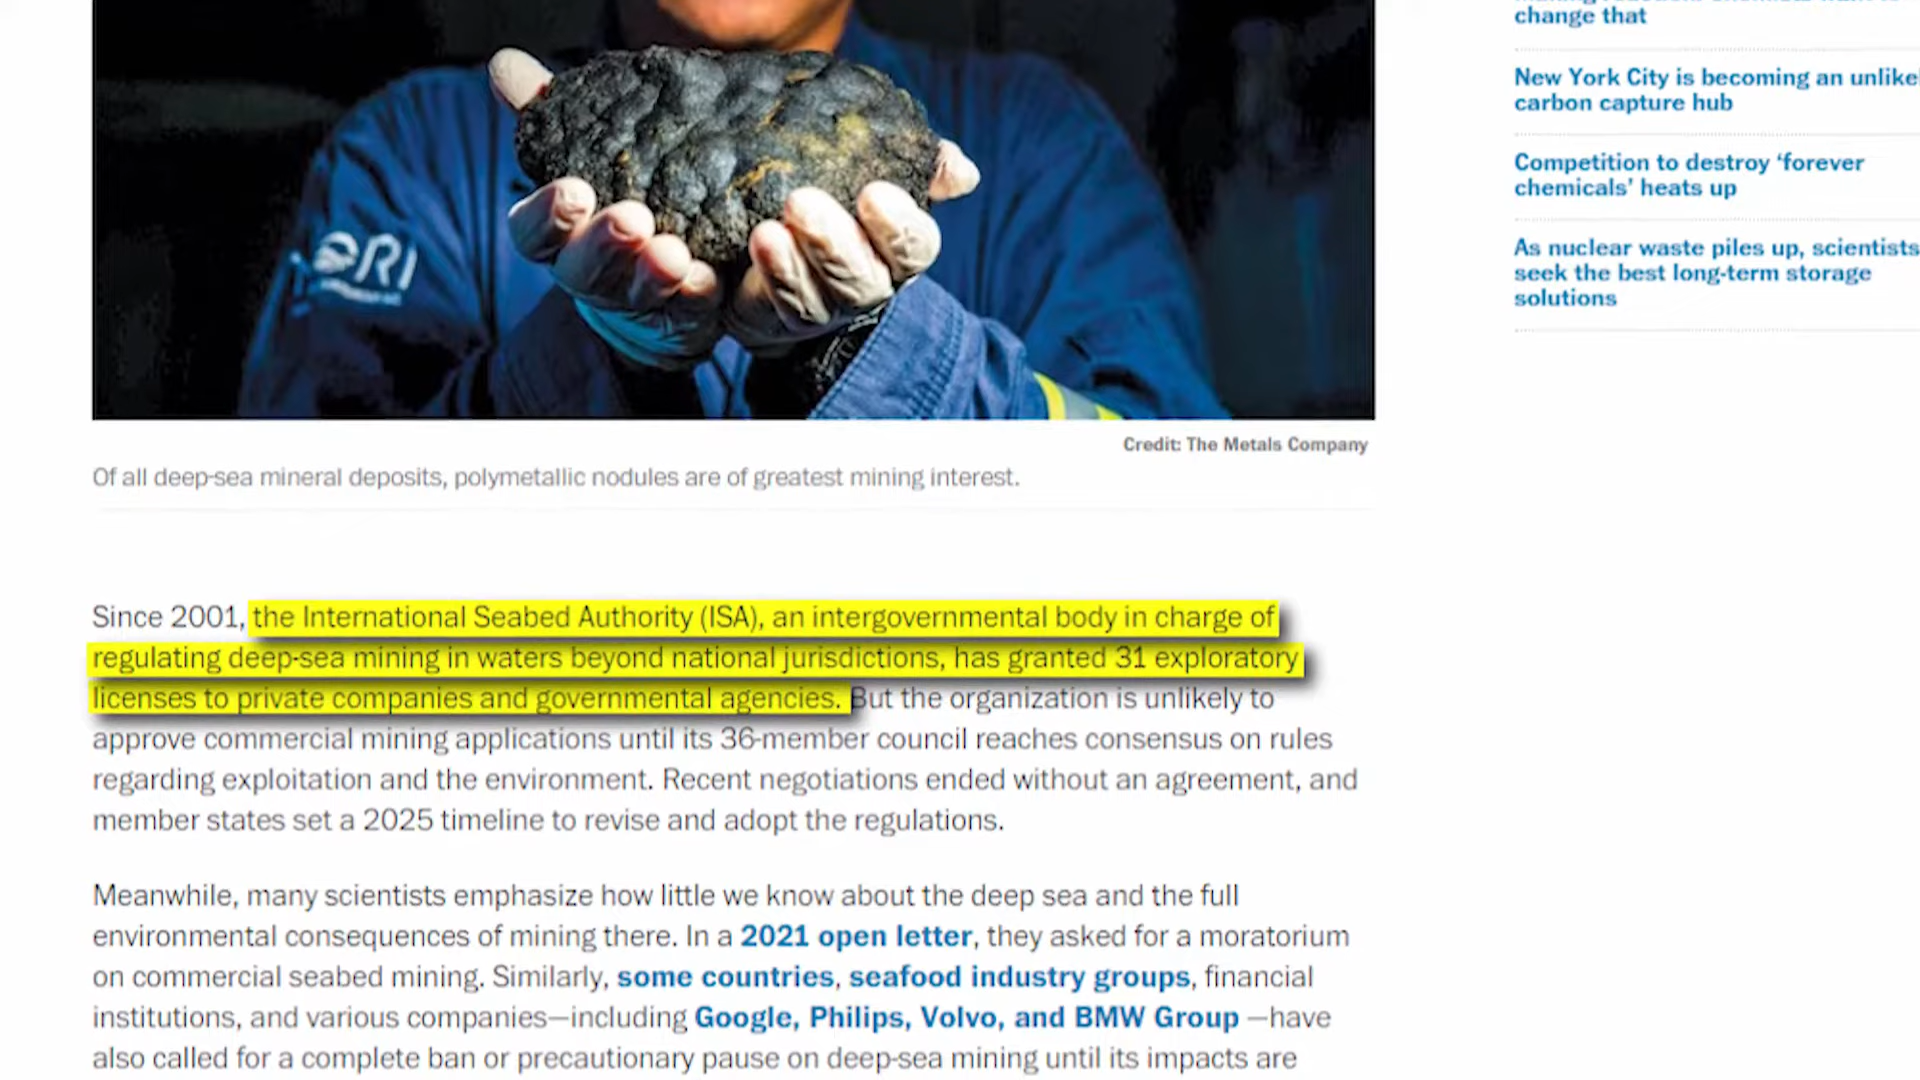 change that
New York City is becoming an
carbon capture hub
Competition to destroy ‘forever
chemicals’ heats up
As nuclear waste piles up, scientists
seek the best long-term storage
solutions
ORI
Credit: The Metals Company
Of all deep-sea mineral deposits, polymetallic nodules are of greatest mining interest.
Since 2001, the International Seabed Authority (ISA), an intergovernmental body in charge of
regulating deep-sea mining in waters beyond national jurisdictions, has granted 31 exploratory
licenses to private companies and governmental agencies. But the organization is unlikely to
approve commercial mining applications until its 36-member council reaches consensus on rules
regarding exploitation and the environment. Recent negotiations ended without an agreement, and
member states set a 2025 timeline to revise and adopt the regulations.
Meanwhile, many scientists emphasize how little we know about the deep sea and the full
environmental consequences of mining there. In a 2021 open letter, they asked for a moratorium
on commercial seabed mining. Similarly, some countries, seafood industry groups, financial
institutions, and various companies—including Google, Philips, Volvo, and BMW Group —have
also called for a complete ban or precautionary pause on deep-sea mining until its impacts are